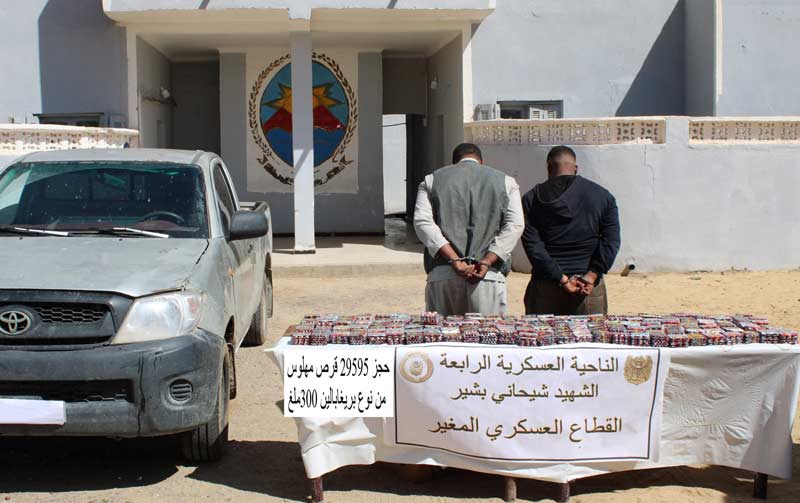 حجز 29595 قرص مهلوس
من نوع بريغابالين 300ملغ
الناحية العسكرية الرابعة
الشهيد شيحاني بشير
القطاع العسكري المغير